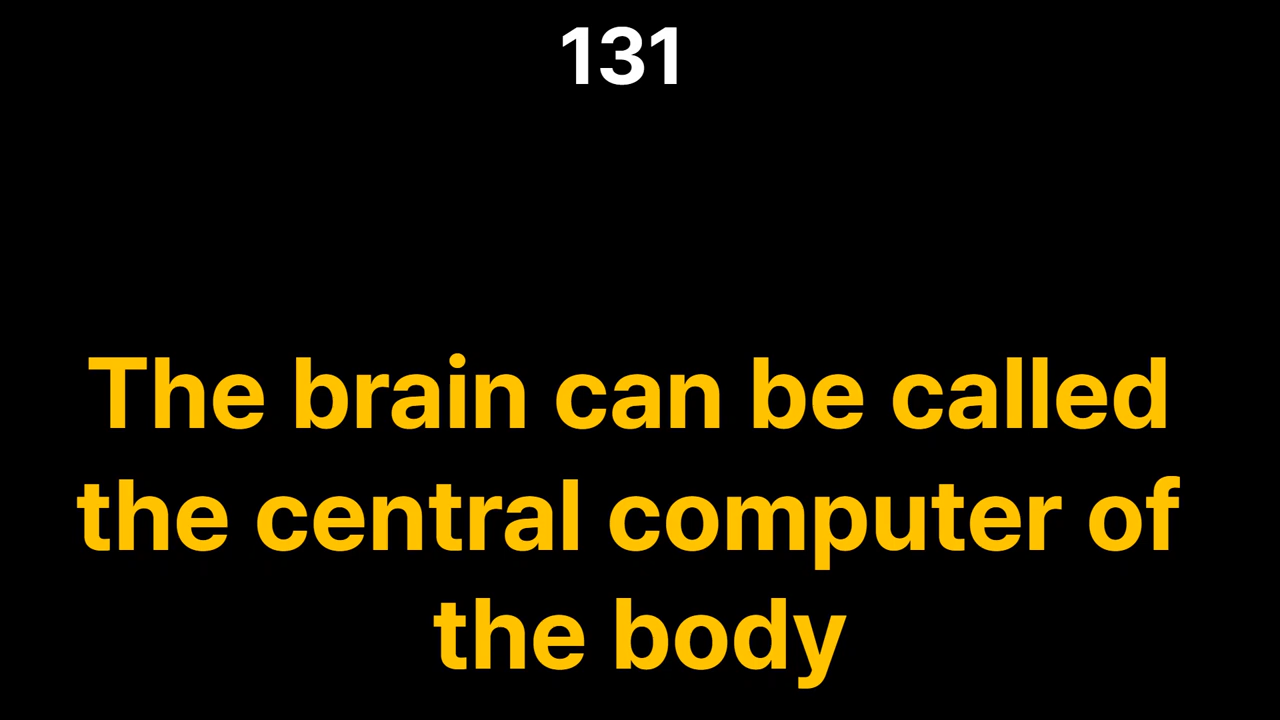 131
The brain can be called
the central computer of
the body